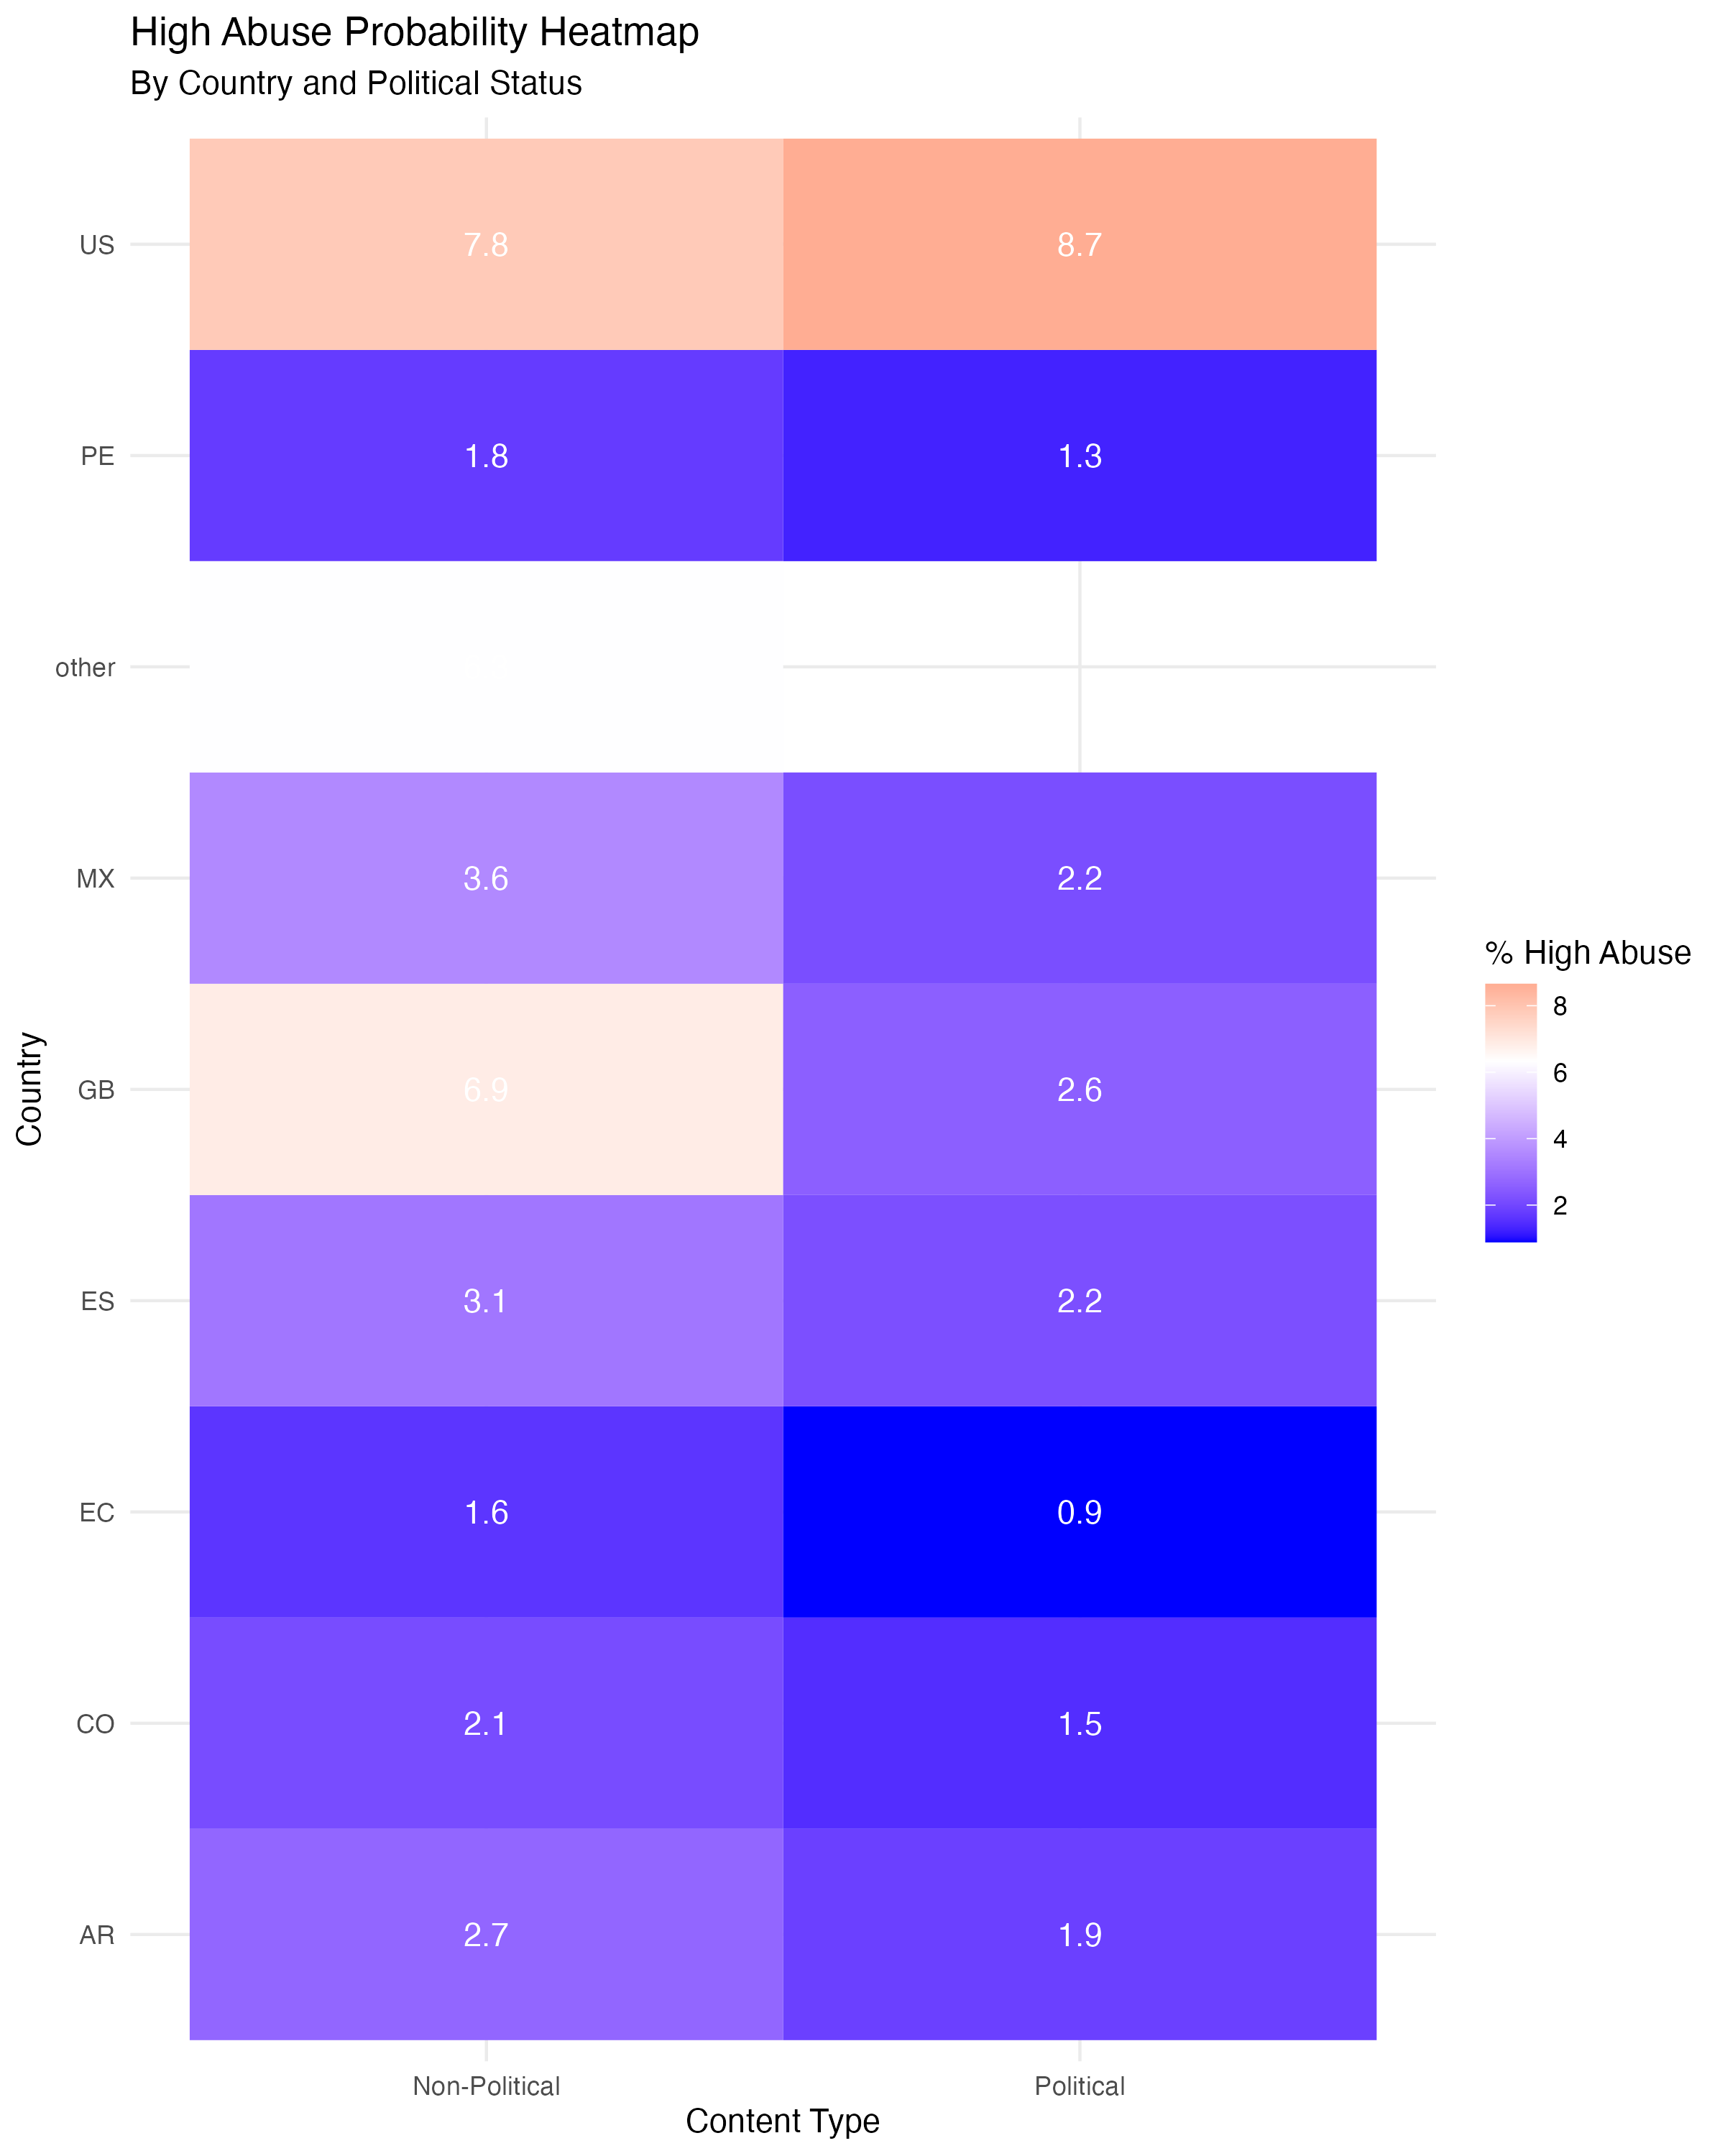 High Abuse Probability Heatmap
By Country and Political Status
US
7.8
8.7
PE
1.8
1.3
other
MX
3.6
2.2
GB
6.9
2.6
ES
3.1
2.2
EC
1.6
0.9
CO
2.1
1.5
AR
2.7
1.9
Country
% High Abuse
8
6
4
2
Non-Political
Political
Content Type